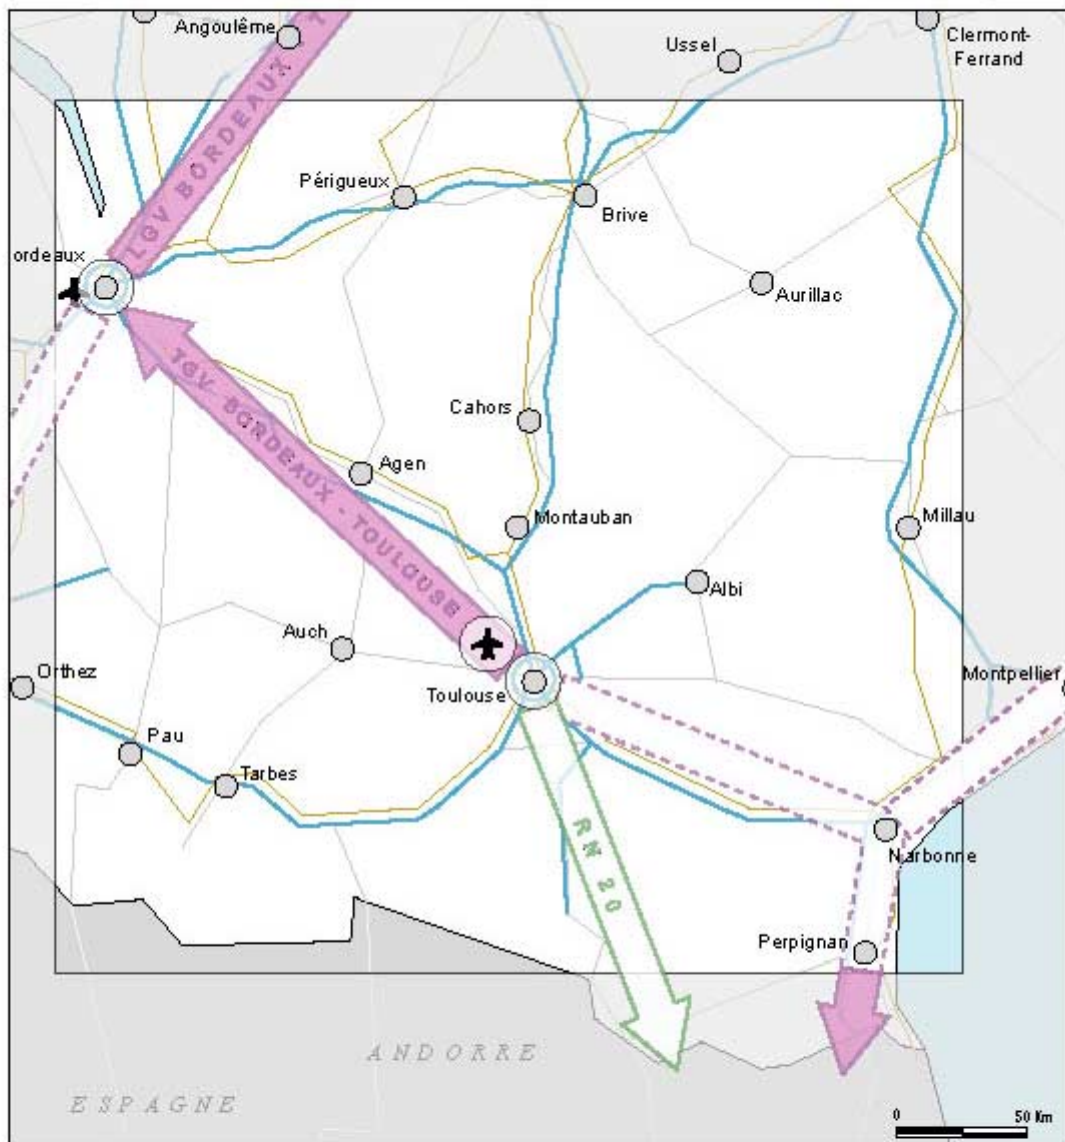 Angoulême
Ussel
Clermont-
Ferrand
LGV BORDEAUX T
Périgueux
Brive
ordeaux
Aurillac
TGV BORDEAUX - TOULOUSE
Cahors
Agen
Montauban
Millau
Albi
Auch
Orthez
Toulouse
Montpellier
Pau
Tarbes
RN 20
Narbonne
Perpignan
ANDORRE
ESPAGNE
0 50 Km